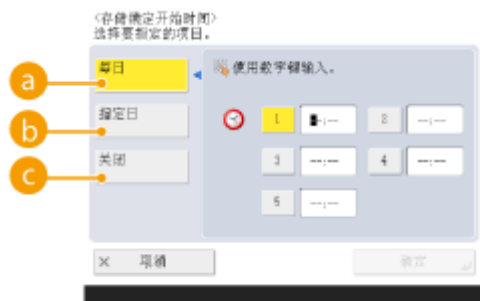 <存储锁定开始时间>
选择要指定的项目。
a
每日
使用数字键输入。
b
指定日
1
--:--
2
--:--
c
关闭
3
--:--
4
--:--
5
--:--
× 取消
确定